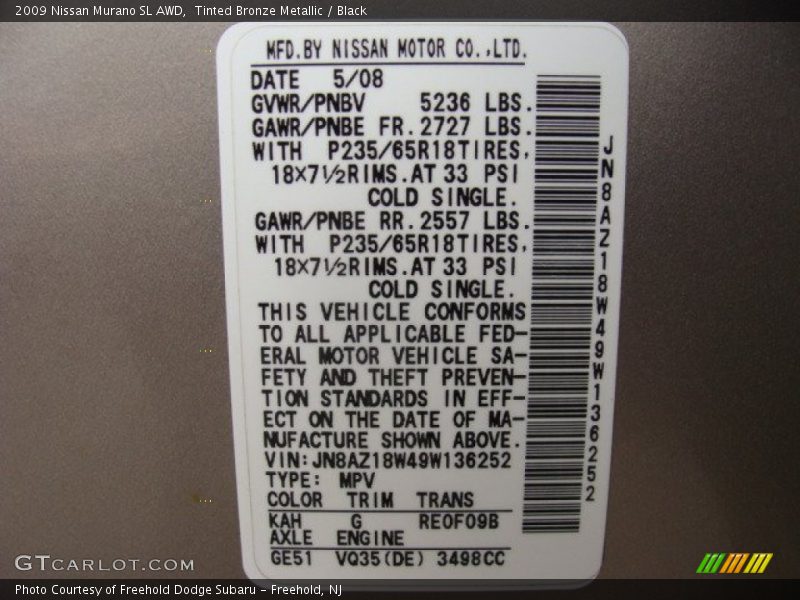 2009 Nissan Murano SL AWD,  Tinted Bronze Metallic / Black
MFD.BY NISSAN MOTOR CO.,LTD.
DATE 5/08
GVWR/PNBV 5236 LBS.
GAWR/PNBE FR.2727 LBS.
WITH P235/65R18TIRES,
18×7½RIMS.AT 33 PSI
COLD SINGLE.
GAWR/PNBE RR.2557 LBS.
WITH P235/65R18TIRES,
18×7½RIMS.AT 33 PSI
COLD SINGLE.
THIS VEHICLE CONFORMS
TO ALL APPLICABLE FED-
ERAL MOTOR VEHICLE SA-
FETY AND THEFT PREVEN-
TION STANDARDS IN EFF-
ECT ON THE DATE OF MA-
NUFACTURE SHOWN ABOVE.
VIN:JN8AZ18W49W136252
TYPE: MPV
COLOR TRIM TRANS
KAH G RE0F09B
AXLE ENGINE
GE51 VQ35(DE) 3498CC
JN8AZ18W49W136252
GTCARLOT.COM
Photo Courtesy of Freehold Dodge Subaru - Freehold, NJ